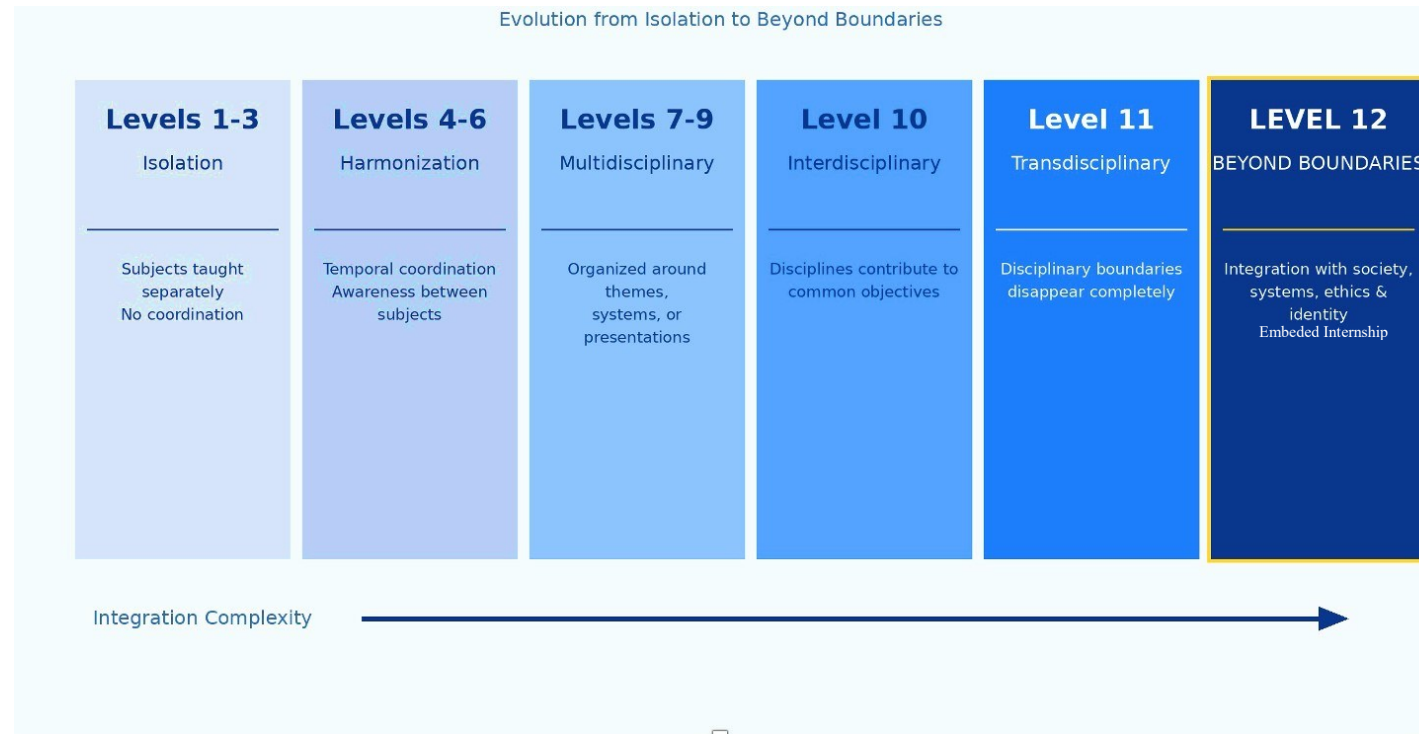 Evolution from Isolation to Beyond Boundaries
Levels 1-3
Isolation
Subjects taught
separately
No coordination
Levels 4-6
Harmonization
Temporal coordination
Awareness between
subjects
Levels 7-9
Multidisciplinary
Organized around
themes,
systems, or
presentations
Level 10
Interdisciplinary
Disciplines contribute to
common objectives
Level 11
Transdisciplinary
Disciplinary boundaries
disappear completely
LEVEL 12
BEYOND BOUNDARIES
Integration with society,
systems, ethics &
identity
Embeded Internship
Integration Complexity